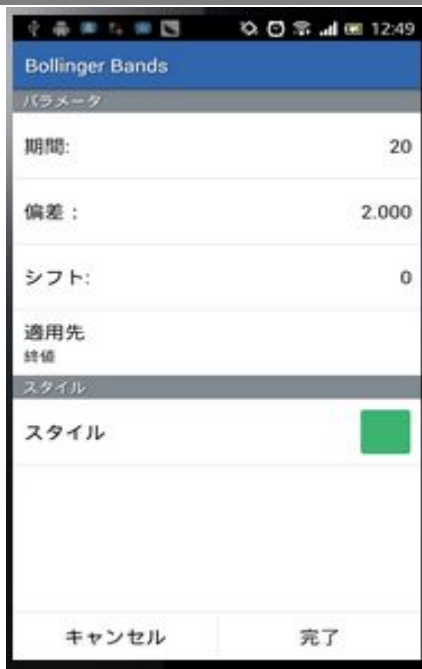 12:49
Bollinger Bands
パラメータ
期間: 20
偏差： 2.000
シフト: 0
適用先
終値
スタイル
スタイル
キャンセル 完了